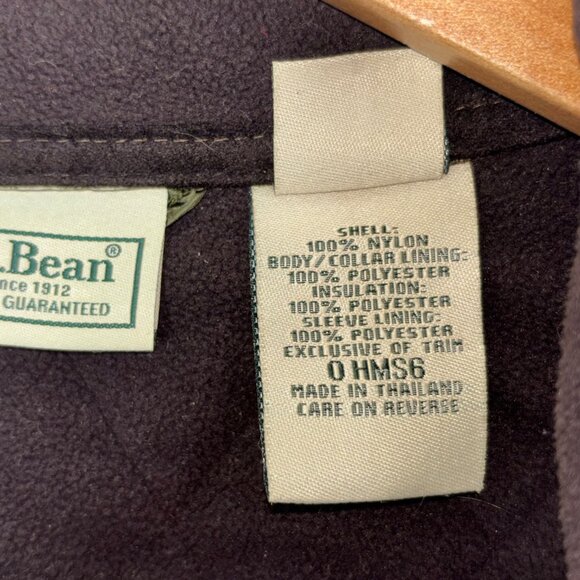 .Bean®
nce 1912
GUARANTEED
SHELL:
100% NYLON
BODY/COLLAR LINING:
100% POLYESTER
INSULATION:
100% POLYESTER
SLEEVE LINING:
100% POLYESTER
EXCLUSIVE OF TRIM
0 HMS6
MADE IN THAILAND
CARE ON REVERSE